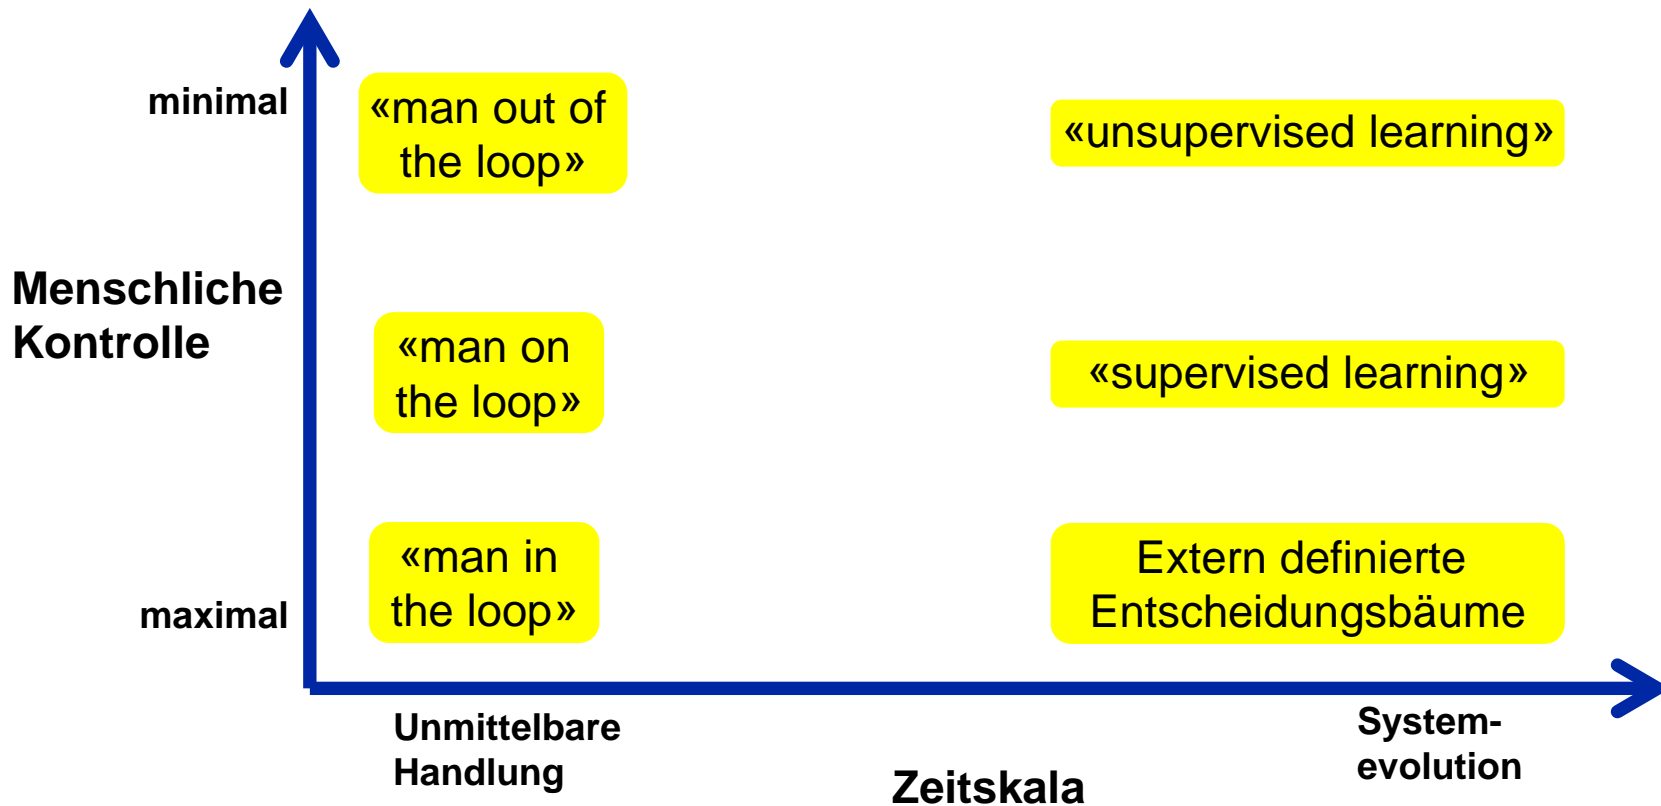 minimal
«man out of
the loop»
«unsupervised learning»
Menschliche
Kontrolle
«man on
the loop»
«supervised learning»
maximal
«man in
the loop»
Extern definierte
Entscheidungsbäume
Unmittelbare
Handlung
Zeitskala
System-
evolution